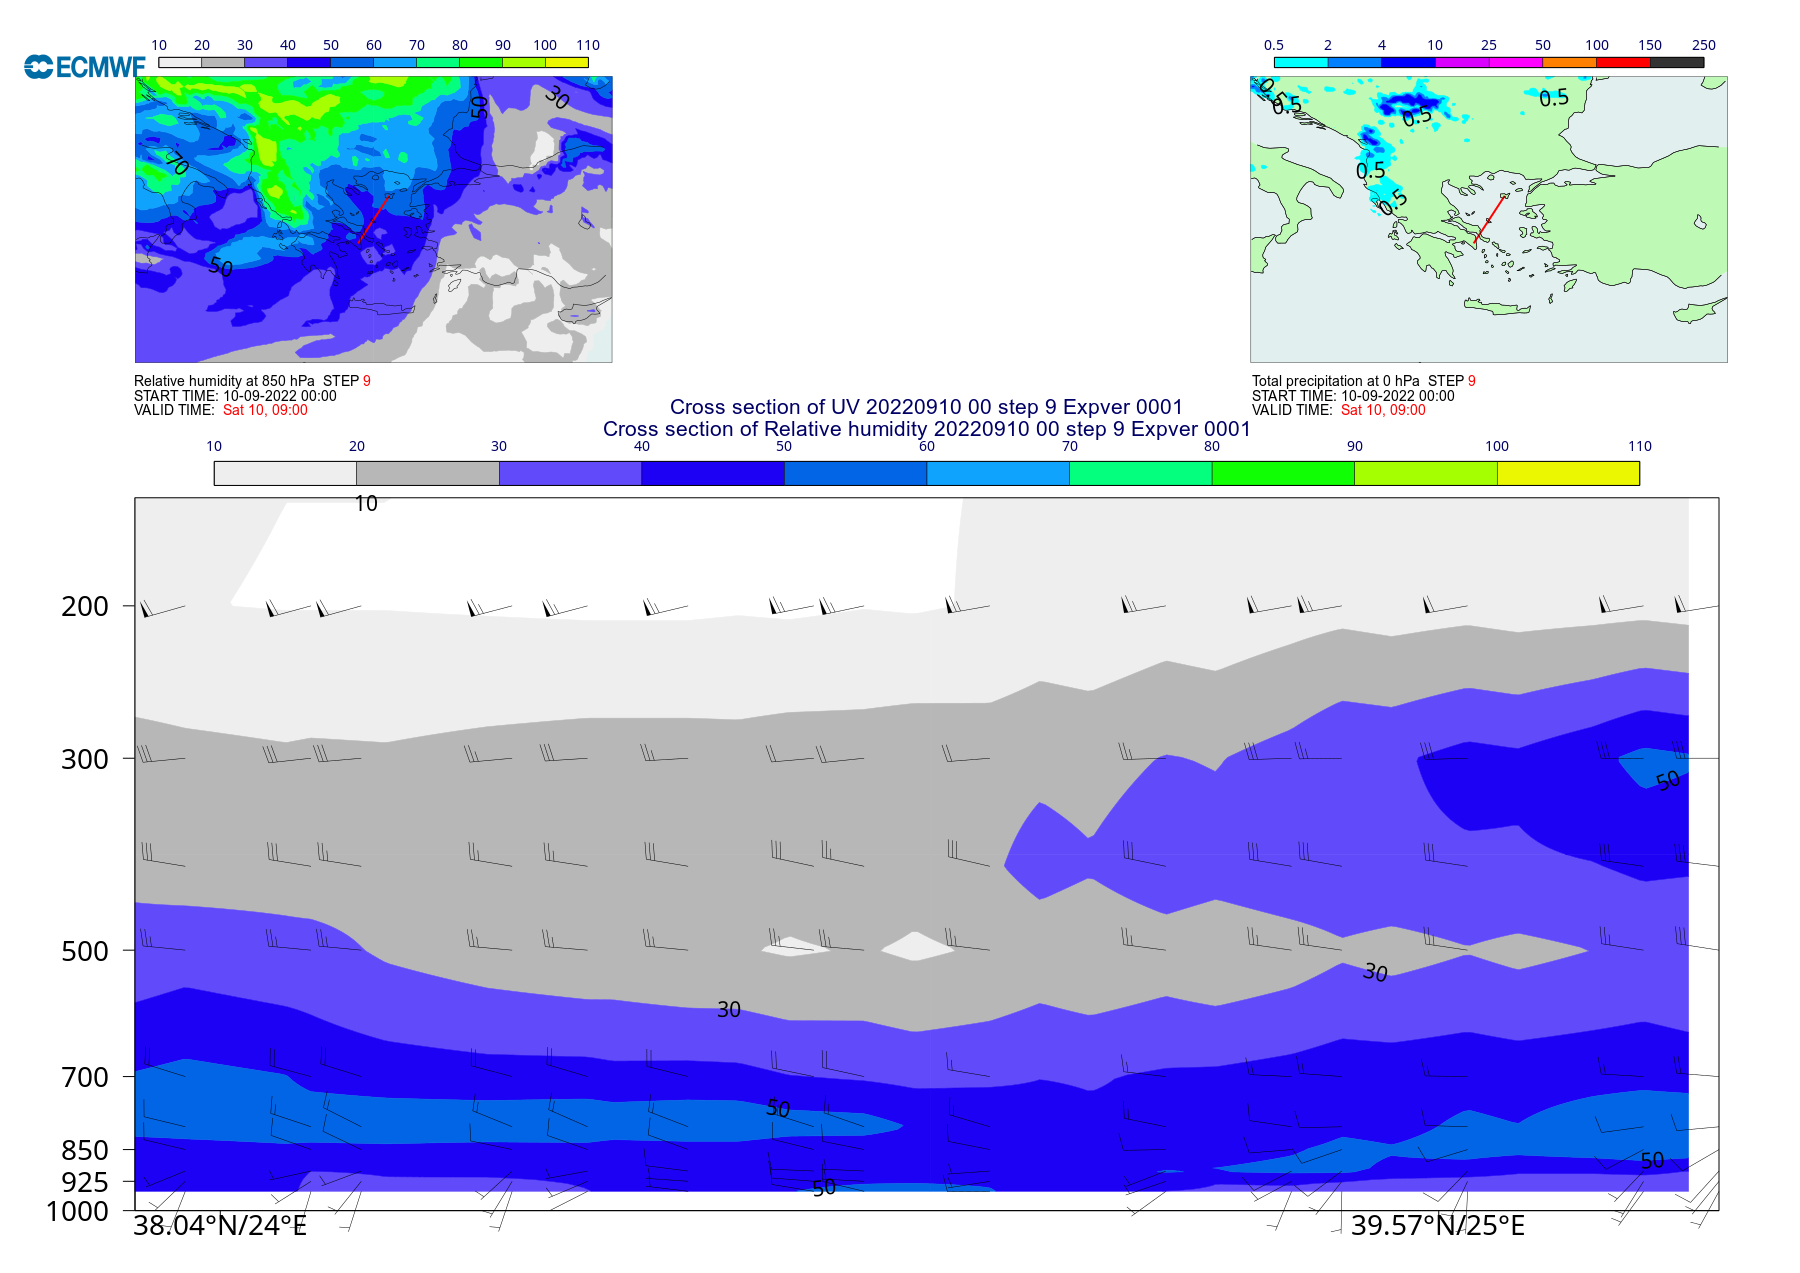 ECMWF
10 20 30 40 50 60 70 80 90 100 110
50
30
70
50
Relative humidity at 850 hPa STEP 9
START TIME: 10-09-2022 00:00
VALID TIME: Sat 10, 09:00
0.5 2 4 10 25 50 100 150 250
0.5
0.5
0.5
0.5
0.5
0.5
Total precipitation at 0 hPa STEP 9
START TIME: 10-09-2022 00:00
VALID TIME: Sat 10, 09:00
Cross section of UV 20220910 00 step 9 Expver 0001
Cross section of Relative humidity 20220910 00 step 9 Expver 0001
10 20 30 40 50 60 70 80 90 100 110
10
200
300
50
500
30
30
700
50
850
50
925
50
1000
38.04°N/24°E
39.57°N/25°E